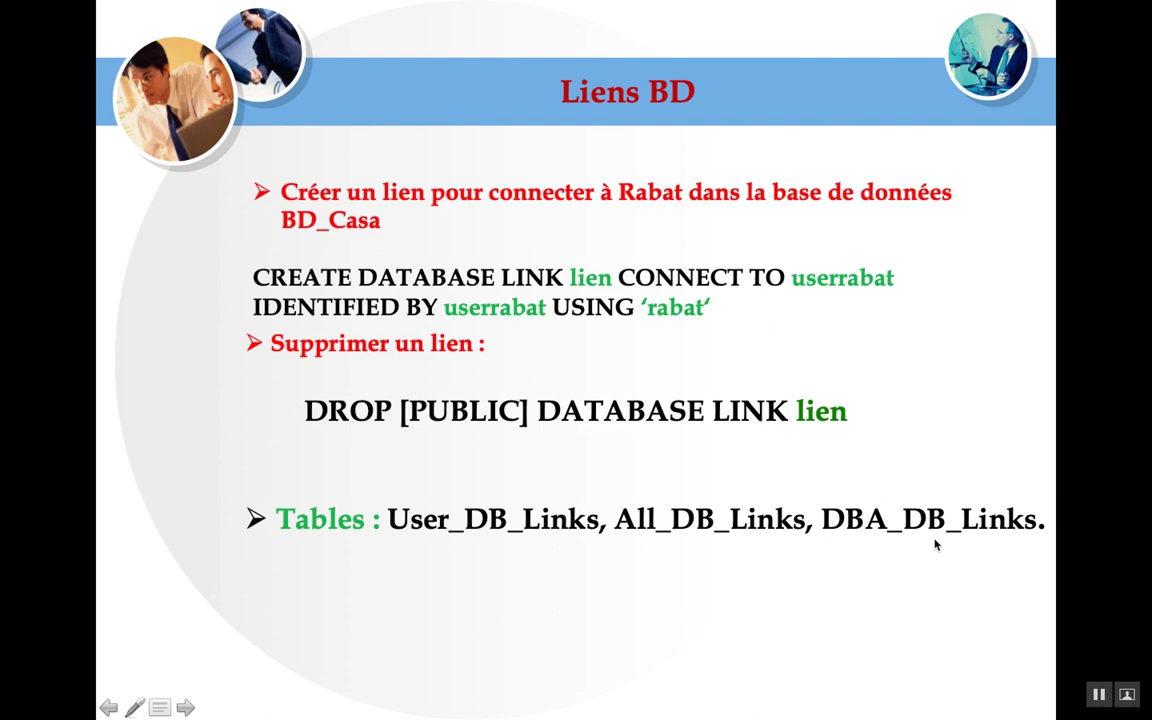 Liens BD
➢ Créer un lien pour connecter à Rabat dans la base de données
BD_Casa
CREATE DATABASE LINK lien CONNECT TO userrabat
IDENTIFIED BY userrabat USING ‘rabat‘
➢ Supprimer un lien :
DROP [PUBLIC] DATABASE LINK lien
➢ Tables : User_DB_Links, All_DB_Links, DBA_DB_Links.